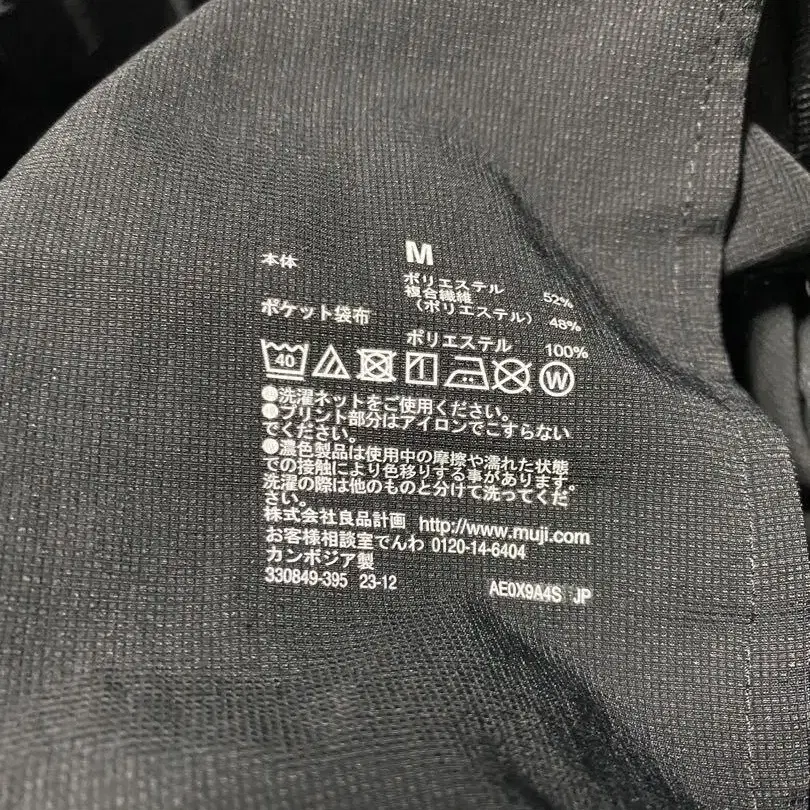 M
本体
ポリエステル 52%
複合繊維
（ポリエステル） 48%
ポケット袋布
ポリエステル 100%
40 W
●洗濯ネットをご使用ください。
●プリント部分はアイロンでこすらない
でください。
●濃色製品は使用中の摩擦や濡れた状態
での接触により色移りする事があります。
洗濯の際は他のものと分けて洗ってくだ
さい。
株式会社良品計画 http://www.muji.com
お客様相談室でんわ 0120-14-6404
カンボジア製
330849-395 23-12 AE0X9A4S JP